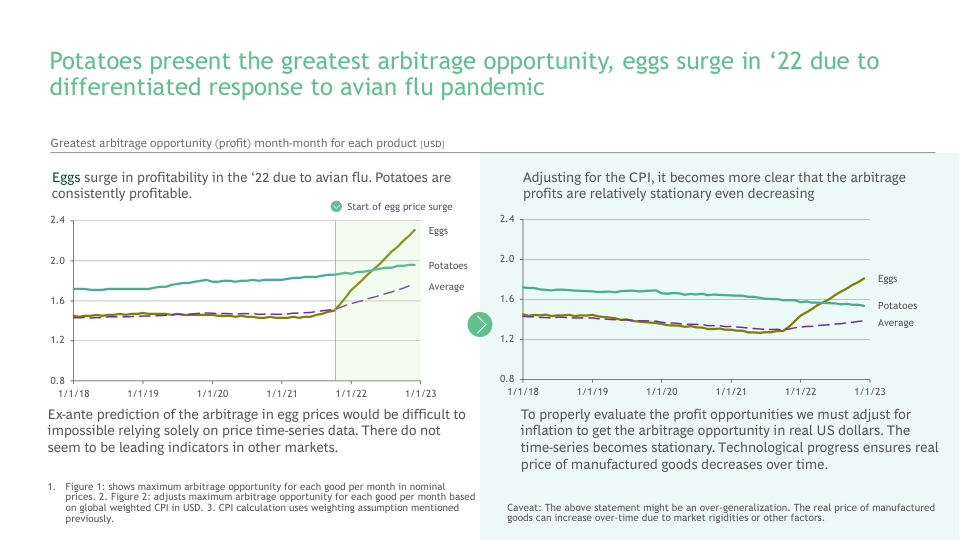 Potatoes present the greatest arbitrage opportunity, eggs surge in ‘22 due to
differentiated response to avian flu pandemic
Greatest arbitrage opportunity (profit) month-month for each product [USD]
Eggs surge in profitability in the ‘22 due to avian flu. Potatoes are
consistently profitable.
Start of egg price surge
2.4
2.0
1.6
1.2
0.8
1/1/18
1/1/19
1/1/20
1/1/21
1/1/22
1/1/23
Eggs
Potatoes
Average
Ex-ante prediction of the arbitrage in egg prices would be difficult to
impossible relying solely on price time-series data. There do not
seem to be leading indicators in other markets.
1. Figure 1: shows maximum arbitrage opportunity for each good per month in nominal
prices. 2. Figure 2: adjusts maximum arbitrage opportunity for each good per month based
on global weighted CPI in USD. 3. CPI calculation uses weighting assumption mentioned
previously.
Adjusting for the CPI, it becomes more clear that the arbitrage
profits are relatively stationary even decreasing
2.4
2.0
1.6
1.2
0.8
1/1/18
1/1/19
1/1/20
1/1/21
1/1/22
1/1/23
Eggs
Potatoes
Average
To properly evaluate the profit opportunities we must adjust for
inflation to get the arbitrage opportunity in real US dollars. The
time-series becomes stationary. Technological progress ensures real
price of manufactured goods decreases over time.
Caveat: The above statement might be an over-generalization. The real price of manufactured
goods can increase over-time due to market rigidities or other factors.